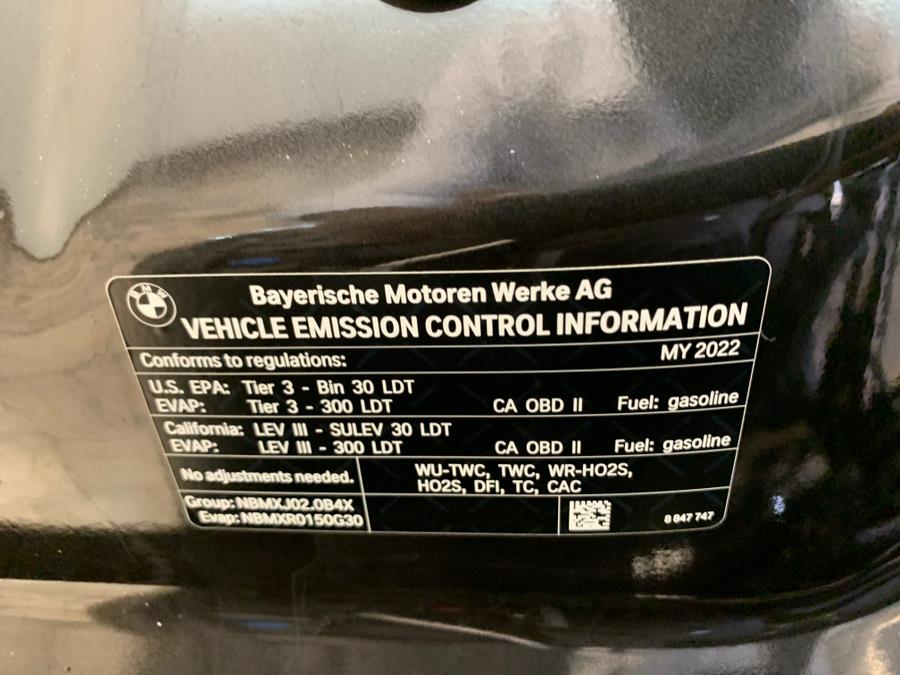 BMW
Bayerische Motoren Werke AG
VEHICLE EMISSION CONTROL INFORMATION
Conforms to regulations: MY 2022
U.S. EPA: Tier 3 - Bin 30 LDT
EVAP: Tier 3 - 300 LDT CA OBD II Fuel: gasoline
California: LEV III - SULEV 30 LDT
EVAP: LEV III - 300 LDT CA OBD II Fuel: gasoline
No adjustments needed. WU-TWC, TWC, WR-HO2S,
HO2S, DFI, TC, CAC
Group: NBMXJ02.0B4X
Evap: NBMXR0150G30
8 847 747